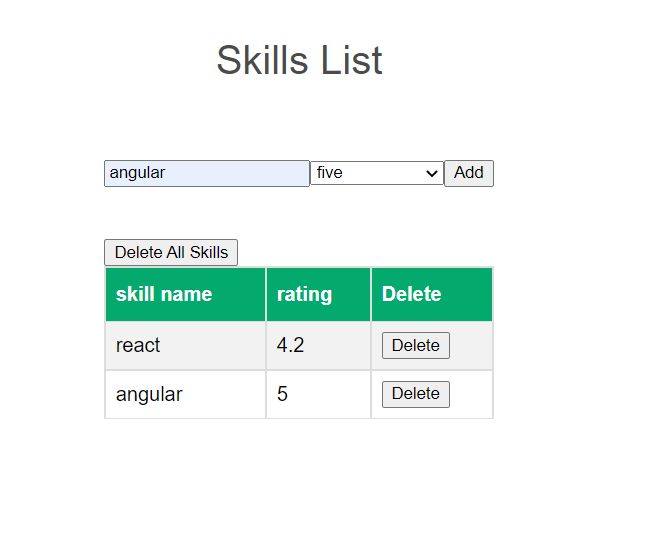 Skills List
angular five Add
Delete All Skills
skill name rating Delete
react 4.2 Delete
angular 5 Delete